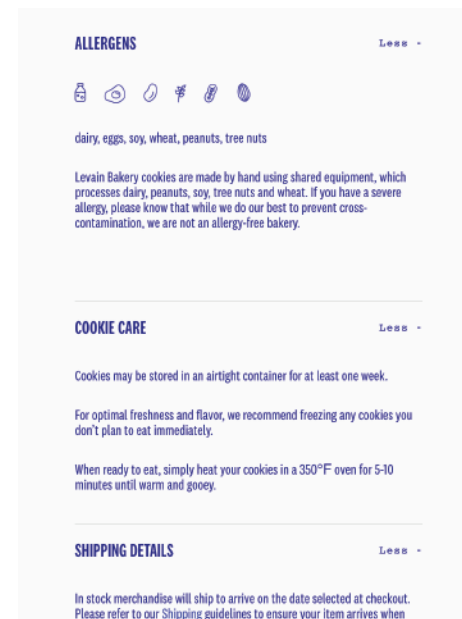 ALLERGENS
Less -
dairy, eggs, soy, wheat, peanuts, tree nuts
Levain Bakery cookies are made by hand using shared equipment, which
processes dairy, peanuts, soy, tree nuts and wheat. If you have a severe
allergy, please know that while we do our best to prevent cross-
contamination, we are not an allergy-free bakery.
COOKIE CARE
Less -
Cookies may be stored in an airtight container for at least one week.
For optimal freshness and flavor, we recommend freezing any cookies you
don't plan to eat immediately.
When ready to eat, simply heat your cookies in a 350°F oven for 5-10
minutes until warm and gooey.
SHIPPING DETAILS
Less -
In stock merchandise will ship to arrive on the date selected at checkout.
Please refer to our Shipping guidelines to ensure your item arrives when